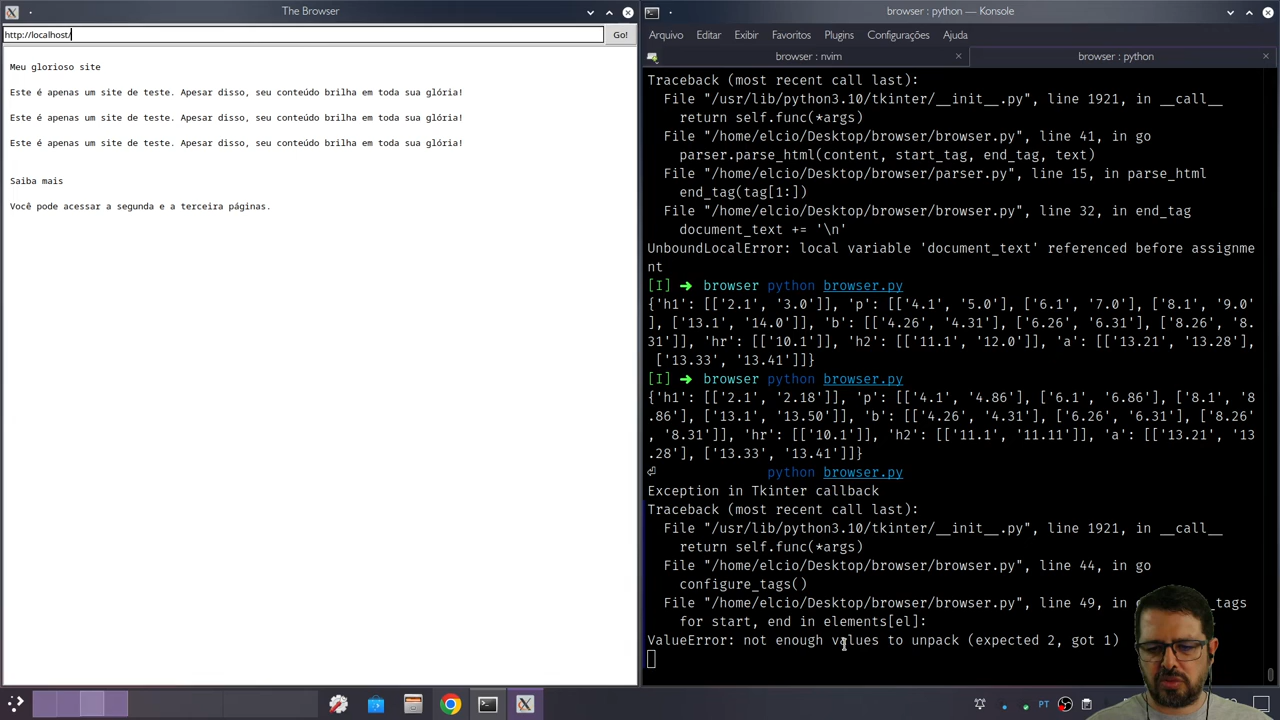 The Browser
http://localhost/
Go!
Meu glorioso site
Este é apenas um site de teste. Apesar disso, seu conteúdo brilha em toda sua glória!
Este é apenas um site de teste. Apesar disso, seu conteúdo brilha em toda sua glória!
Este é apenas um site de teste. Apesar disso, seu conteúdo brilha em toda sua glória!
Saiba mais
Você pode acessar a segunda e a terceira páginas.
browser : python — Konsole
Arquivo Editar Exibir Favoritos Plugins Configurações Ajuda
browser : nvim
browser : python
Traceback (most recent call last):
File "/usr/lib/python3.10/tkinter/__init__.py", line 1921, in __call__
return self.func(*args)
File "/home/elcio/Desktop/browser/browser.py", line 41, in go
parser.parse_html(content, start_tag, end_tag, text)
File "/home/elcio/Desktop/browser/parser.py", line 15, in parse_html
end_tag(tag[1:])
File "/home/elcio/Desktop/browser/browser.py", line 32, in end_tag
document_text += '\n'
UnboundLocalError: local variable 'document_text' referenced before assignme
nt
[I] ➜ browser python browser.py
{'h1': [['2.1', '3.0']], 'p': [['4.1', '5.0'], ['6.1', '7.0'], ['8.1', '9.0'
], ['13.1', '14.0']], 'b': [['4.26', '4.31'], ['6.26', '6.31'], ['8.26', '8.
31']], 'hr': [['10.1']], 'h2': [['11.1', '12.0']], 'a': [['13.21', '13.28'],
['13.33', '13.41']]}
[I] ➜ browser python browser.py
{'h1': [['2.1', '2.18']], 'p': [['4.1', '4.86'], ['6.1', '6.86'], ['8.1', '8
.86'], ['13.1', '13.50']], 'b': [['4.26', '4.31'], ['6.26', '6.31'], ['8.26'
, '8.31']], 'hr': [['10.1']], 'h2': [['11.1', '11.11']], 'a': [['13.21', '13
.28'], ['13.33', '13.41']]}
⏎ python browser.py
Exception in Tkinter callback
Traceback (most recent call last):
File "/usr/lib/python3.10/tkinter/__init__.py", line 1921, in __call__
return self.func(*args)
File "/home/elcio/Desktop/browser/browser.py", line 44, in go
configure_tags()
File "/home/elcio/Desktop/browser/browser.py", line 49, in
for start, end in elements[el]:
ValueError: not enough values to unpack (expected 2, got 1)
PT